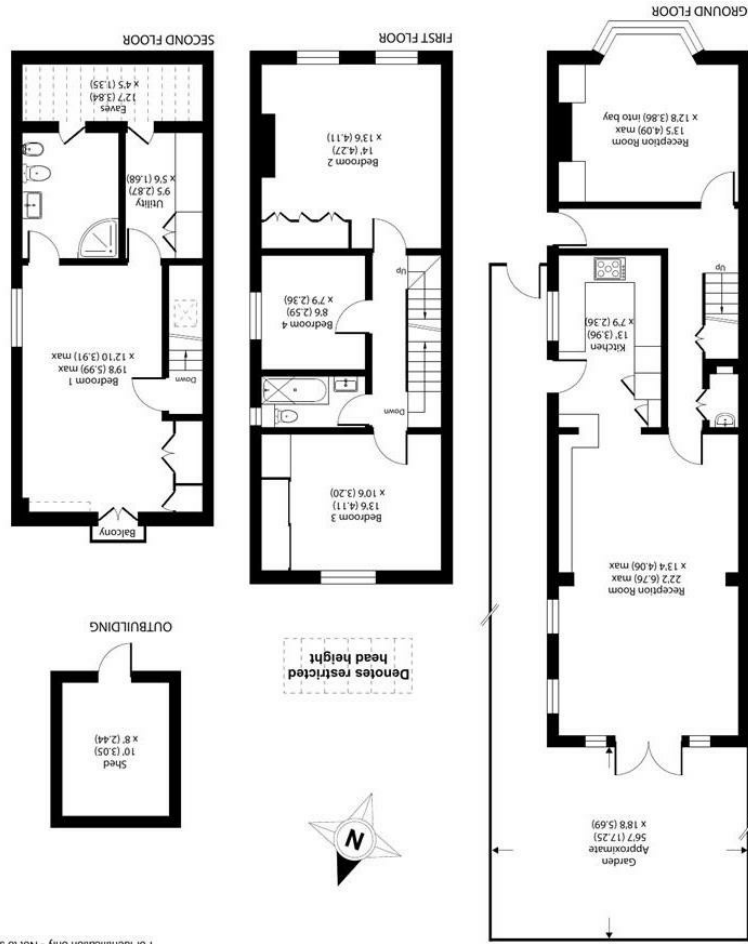 For identification only - Not to
Garden
Approximate
56'7 (17.25)
x 18'8 (5.69)
Reception Room
22'2 (6.76) max
x 13'4 (4.06) max
Kitchen
13' (3.96)
x 7'9 (2.36)
Up
Reception Room
13'5 (4.09) max
x 12'8 (3.86) into bay
GROUND FLOOR
N
Denotes restricted
head height
Bedroom 3
13'6 (4.11)
x 10'6 (3.20)
Down
Bedroom 4
8'6 (2.59)
x 7'9 (2.36)
Up
Bedroom 2
14' (4.27)
x 13'6 (4.11)
FIRST FLOOR
Shed
10' (3.05)
x 8' (2.44)
OUTBUILDING
Balcony
Bedroom 1
19'8 (5.99) max
x 12'10 (3.91) max
Down
Utility
9'5 (2.87)
x 5'6 (1.68)
Eaves
12'7 (3.84)
x 4'5 (1.35)
SECOND FLOOR